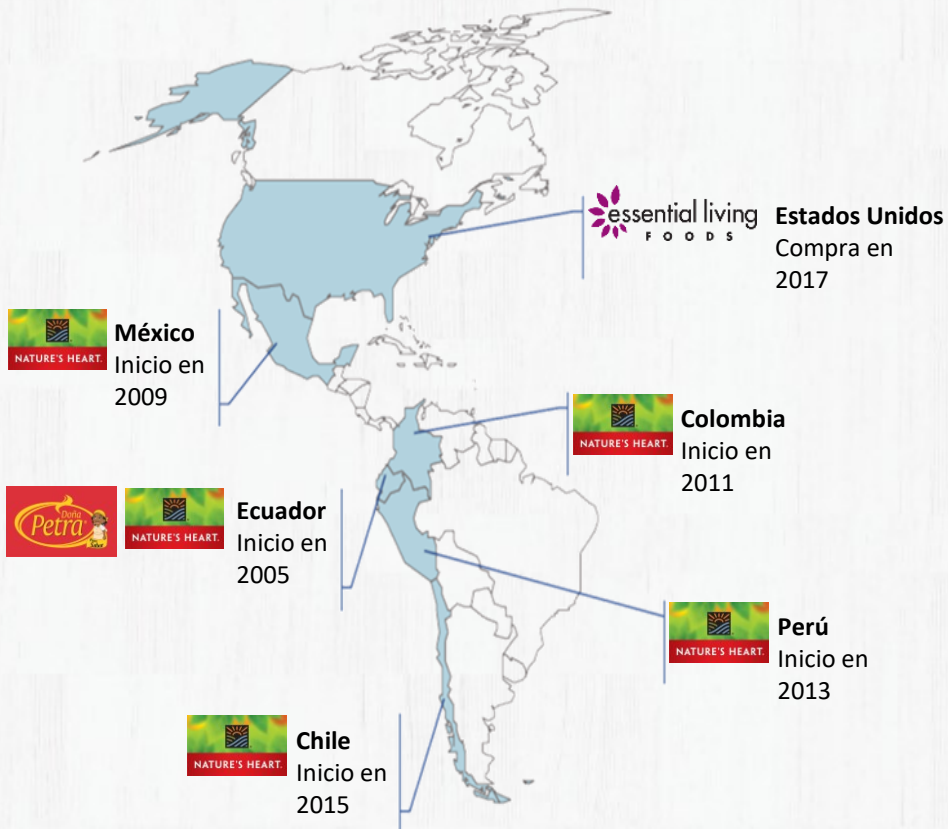 essential living
FOODS
Estados Unidos
Compra en
2017
NATURE'S HEART.
México
Inicio en
2009
NATURE'S HEART.
Colombia
Inicio en
2011
Doña
Petra
NATURE'S HEART.
Ecuador
Inicio en
2005
NATURE'S HEART.
Perú
Inicio en
2013
NATURE'S HEART.
Chile
Inicio en
2015